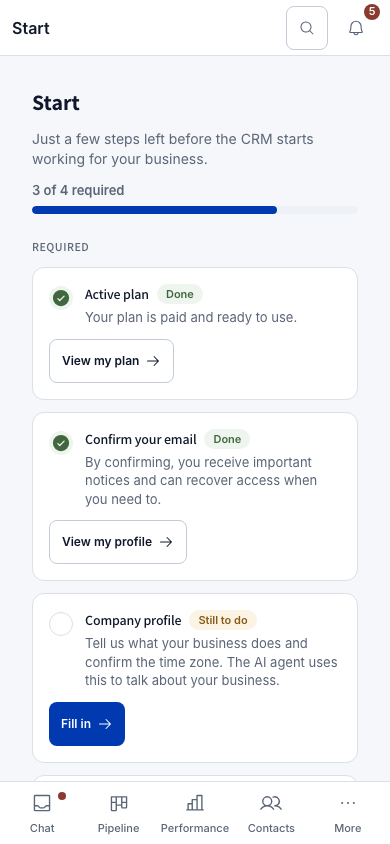 Start
5
Start
Just a few steps left before the CRM starts
working for your business.
3 of 4 required
REQUIRED
Active plan
Done
Your plan is paid and ready to use.
View my plan
Confirm your email
Done
By confirming, you receive important
notices and can recover access when
you need to.
View my profile
Company profile
Still to do
Tell us what your business does and
confirm the time zone. The AI agent uses
this to talk about your business.
Fill in
Chat
Pipeline
Performance
Contacts
More